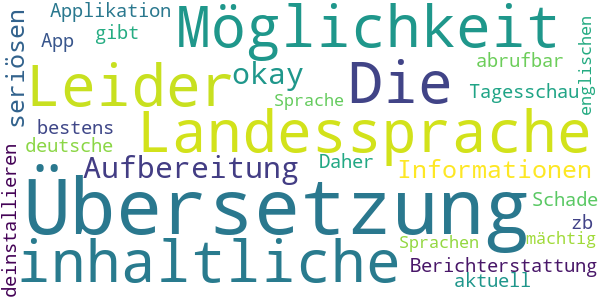 Applikation
Möglichkeit
seriösen
App
gibt
Leider
okay
Die
abrufbar
englischen
Tagesschau
Sprache
bestens
Landessprache
deutsche
Aufbereitung
Daher
Informationen
deinstallieren
Übersetzung
Schade
zb
inhaltliche
Sprachen
mächtig
Berichterstattung
aktuell